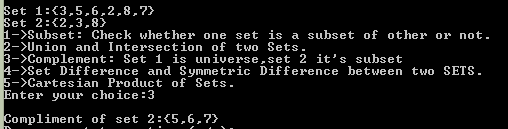 Set 1:{3,5,6,2,8,7}
Set 2:{2,3,8}
1->Subset: Check whether one set is a subset of other or not.
2->Union and Intersection of two Sets.
3->Complement: Set 1 is universe,set 2 it's subset
4->Set Difference and Symmetric Difference between two SETS.
5->Cartesian Product of Sets.
Enter your choice:3
Compliment of set 2:{5,6,7}